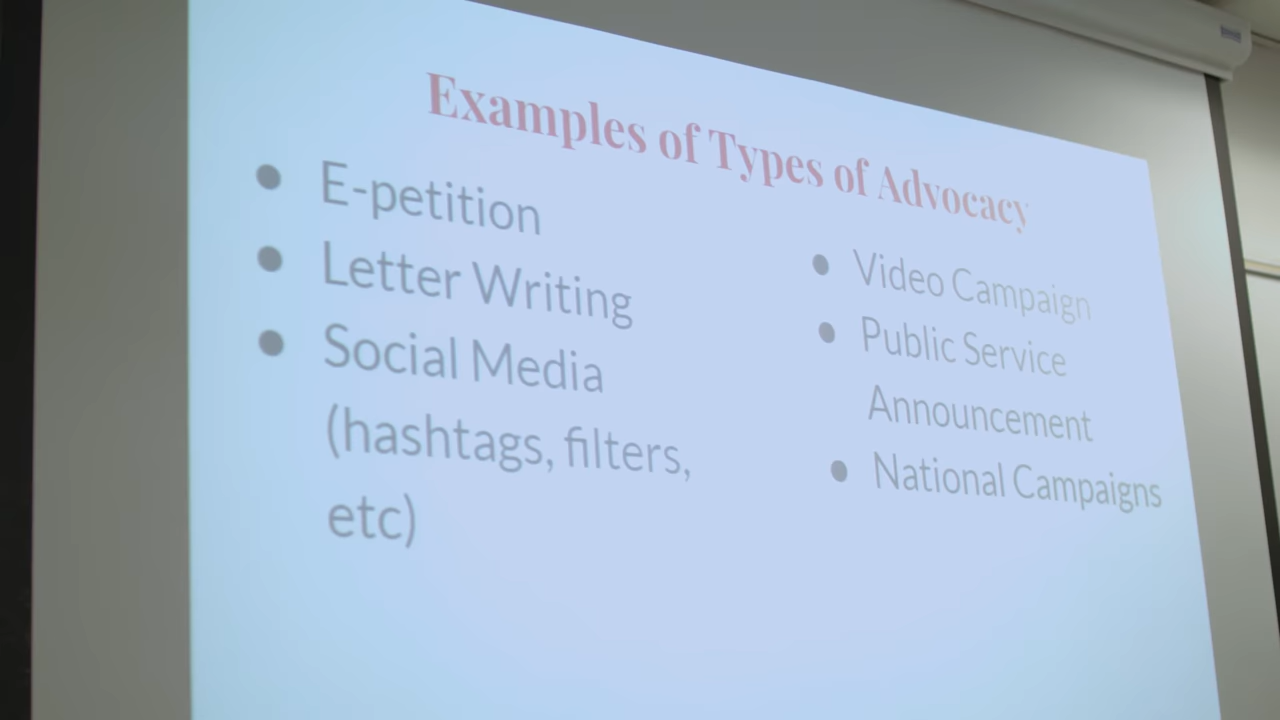 Examples of Types of Advocacy
E-petition
Letter Writing
Social Media
(hashtags, filters,
etc)
Video Campaign
Public Service
Announcement
National Campaigns